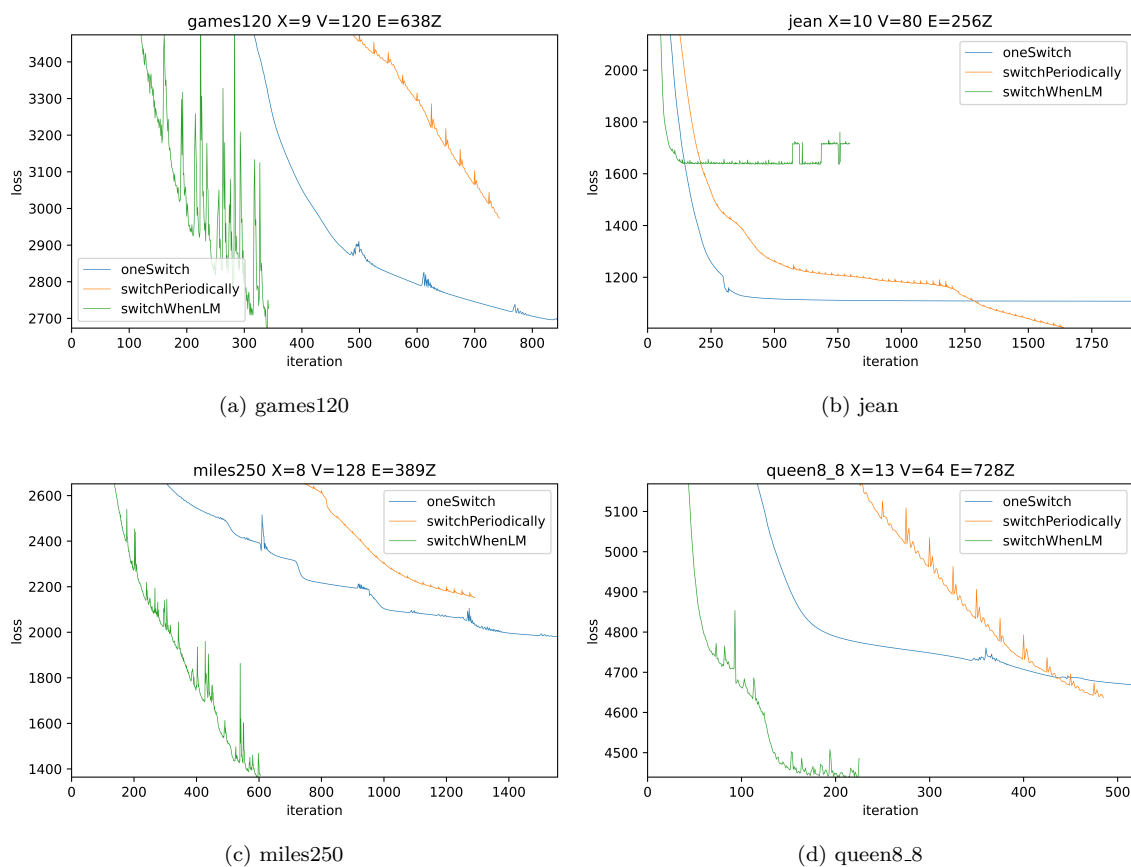 games120 X=9 V=120 E=638Z
3400
3300
3200
3100
3000
2900
2800
2700
loss
oneSwitch
switchPeriodically
switchWhenLM
0 100 200 300 400 500 600 700 800
iteration
(a) games120
jean X=10 V=80 E=256Z
2000
1800
1600
1400
1200
loss
oneSwitch
switchPeriodically
switchWhenLM
0 250 500 750 1000 1250 1500 1750
iteration
(b) jean
miles250 X=8 V=128 E=389Z
2600
2400
2200
2000
1800
1600
1400
loss
oneSwitch
switchPeriodically
switchWhenLM
0 200 400 600 800 1000 1200 1400
iteration
(c) miles250
queen8_8 X=13 V=64 E=728Z
5100
5000
4900
4800
4700
4600
4500
loss
oneSwitch
switchPeriodically
switchWhenLM
0 100 200 300 400 500
iteration
(d) queen8_8